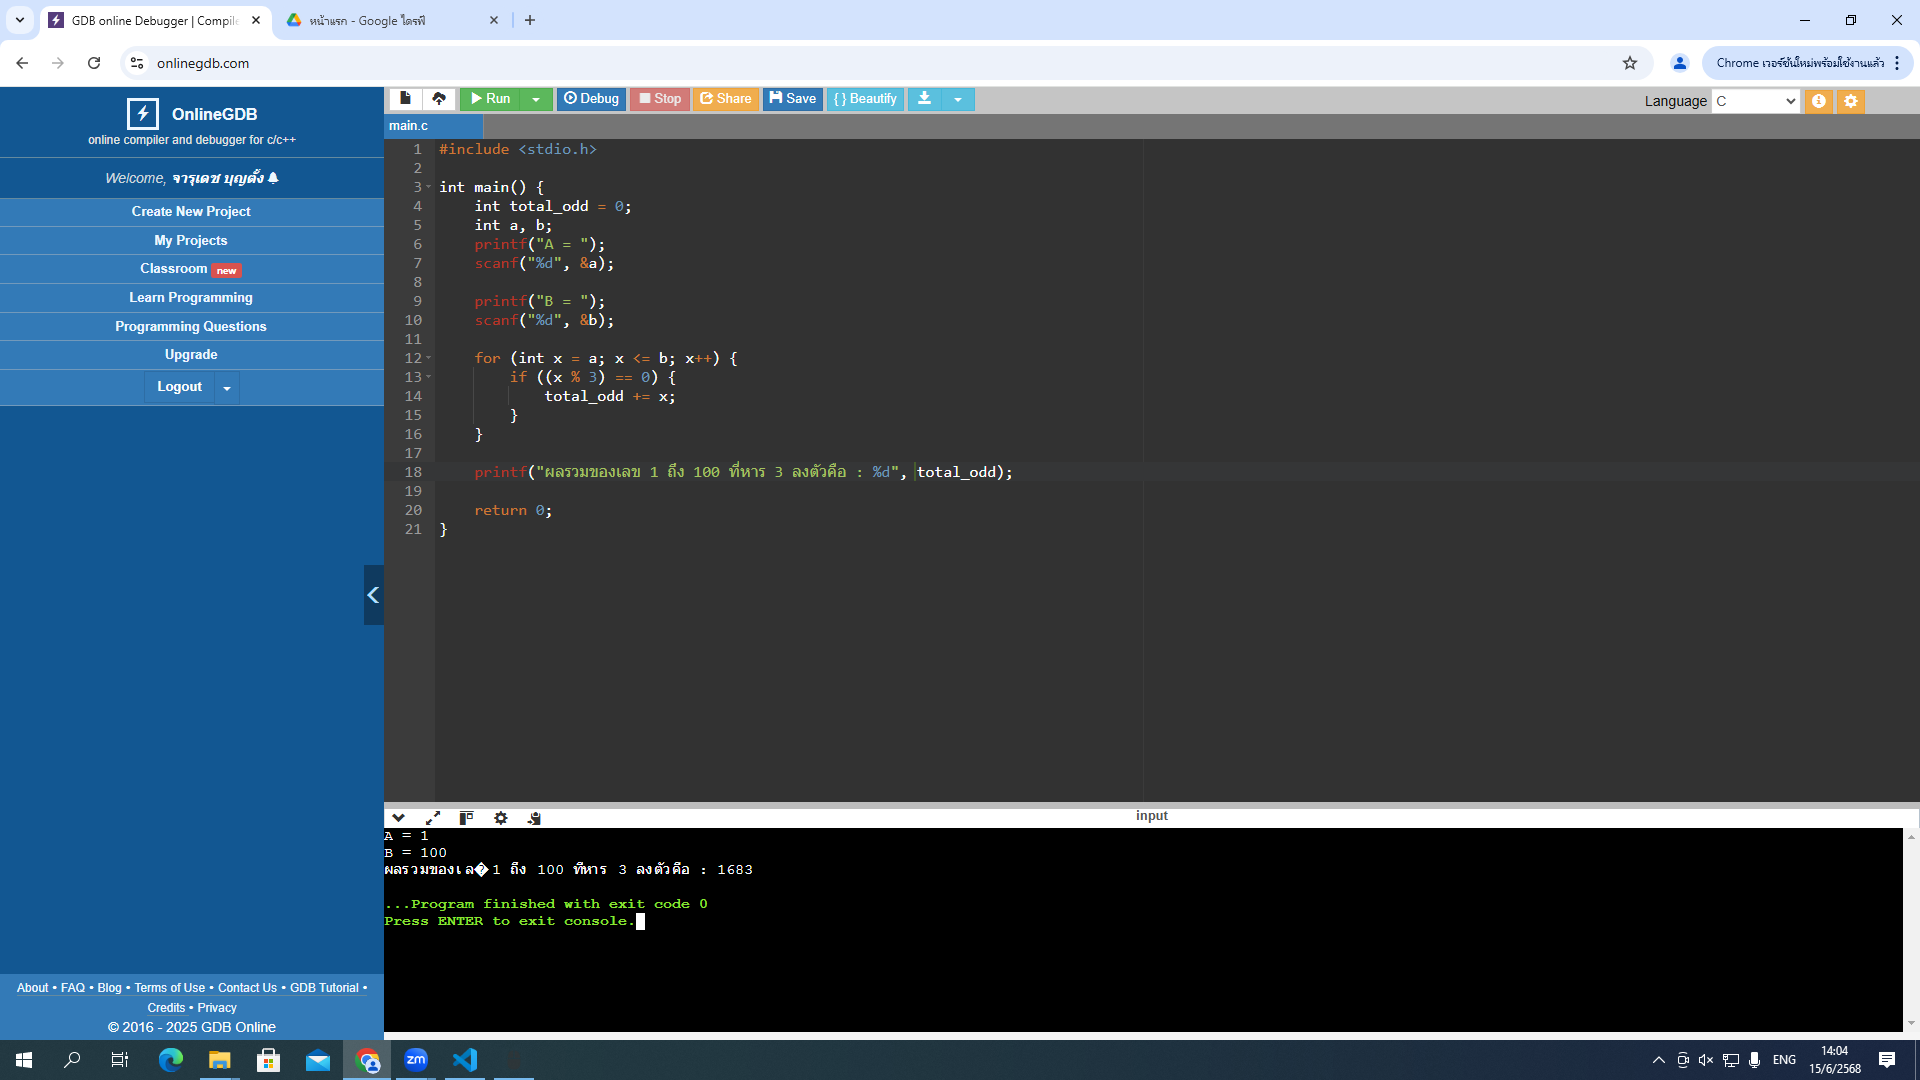 GDB online Debugger | Compile
หน้าแรก - Google ไดรฟ์
onlinegdb.com
Chrome เวอร์ชันใหม่พร้อมใช้งานแล้ว
OnlineGDB
online compiler and debugger for c/c++
Welcome, จารุเดช บุญตั้ง
Create New Project
My Projects
Classroom new
Learn Programming
Programming Questions
Upgrade
Logout
Run Debug Stop Share Save { } Beautify
Language C
main.c
1 #include <stdio.h>
2
3 int main() {
4 int total_odd = 0;
5 int a, b;
6 printf("A = ");
7 scanf("%d", &a);
8
9 printf("B = ");
10 scanf("%d", &b);
11
12 for (int x = a; x <= b; x++) {
13 if ((x % 3) == 0) {
14 total_odd += x;
15 }
16 }
17
18 printf("ผลรวมของเลข 1 ถึง 100 ที่หาร 3 ลงตัวคือ : %d", total_odd);
19
20 return 0;
21 }
input
A = 1
B = 100
ผลรวมของเล�1 ถึง 100 ที่หาร 3 ลงตัวคือ : 1683
...Program finished with exit code 0
Press ENTER to exit console.
About • FAQ • Blog • Terms of Use • Contact Us • GDB Tutorial •
Credits • Privacy
© 2016 - 2025 GDB Online
zm
ENG
14:04
15/6/2568